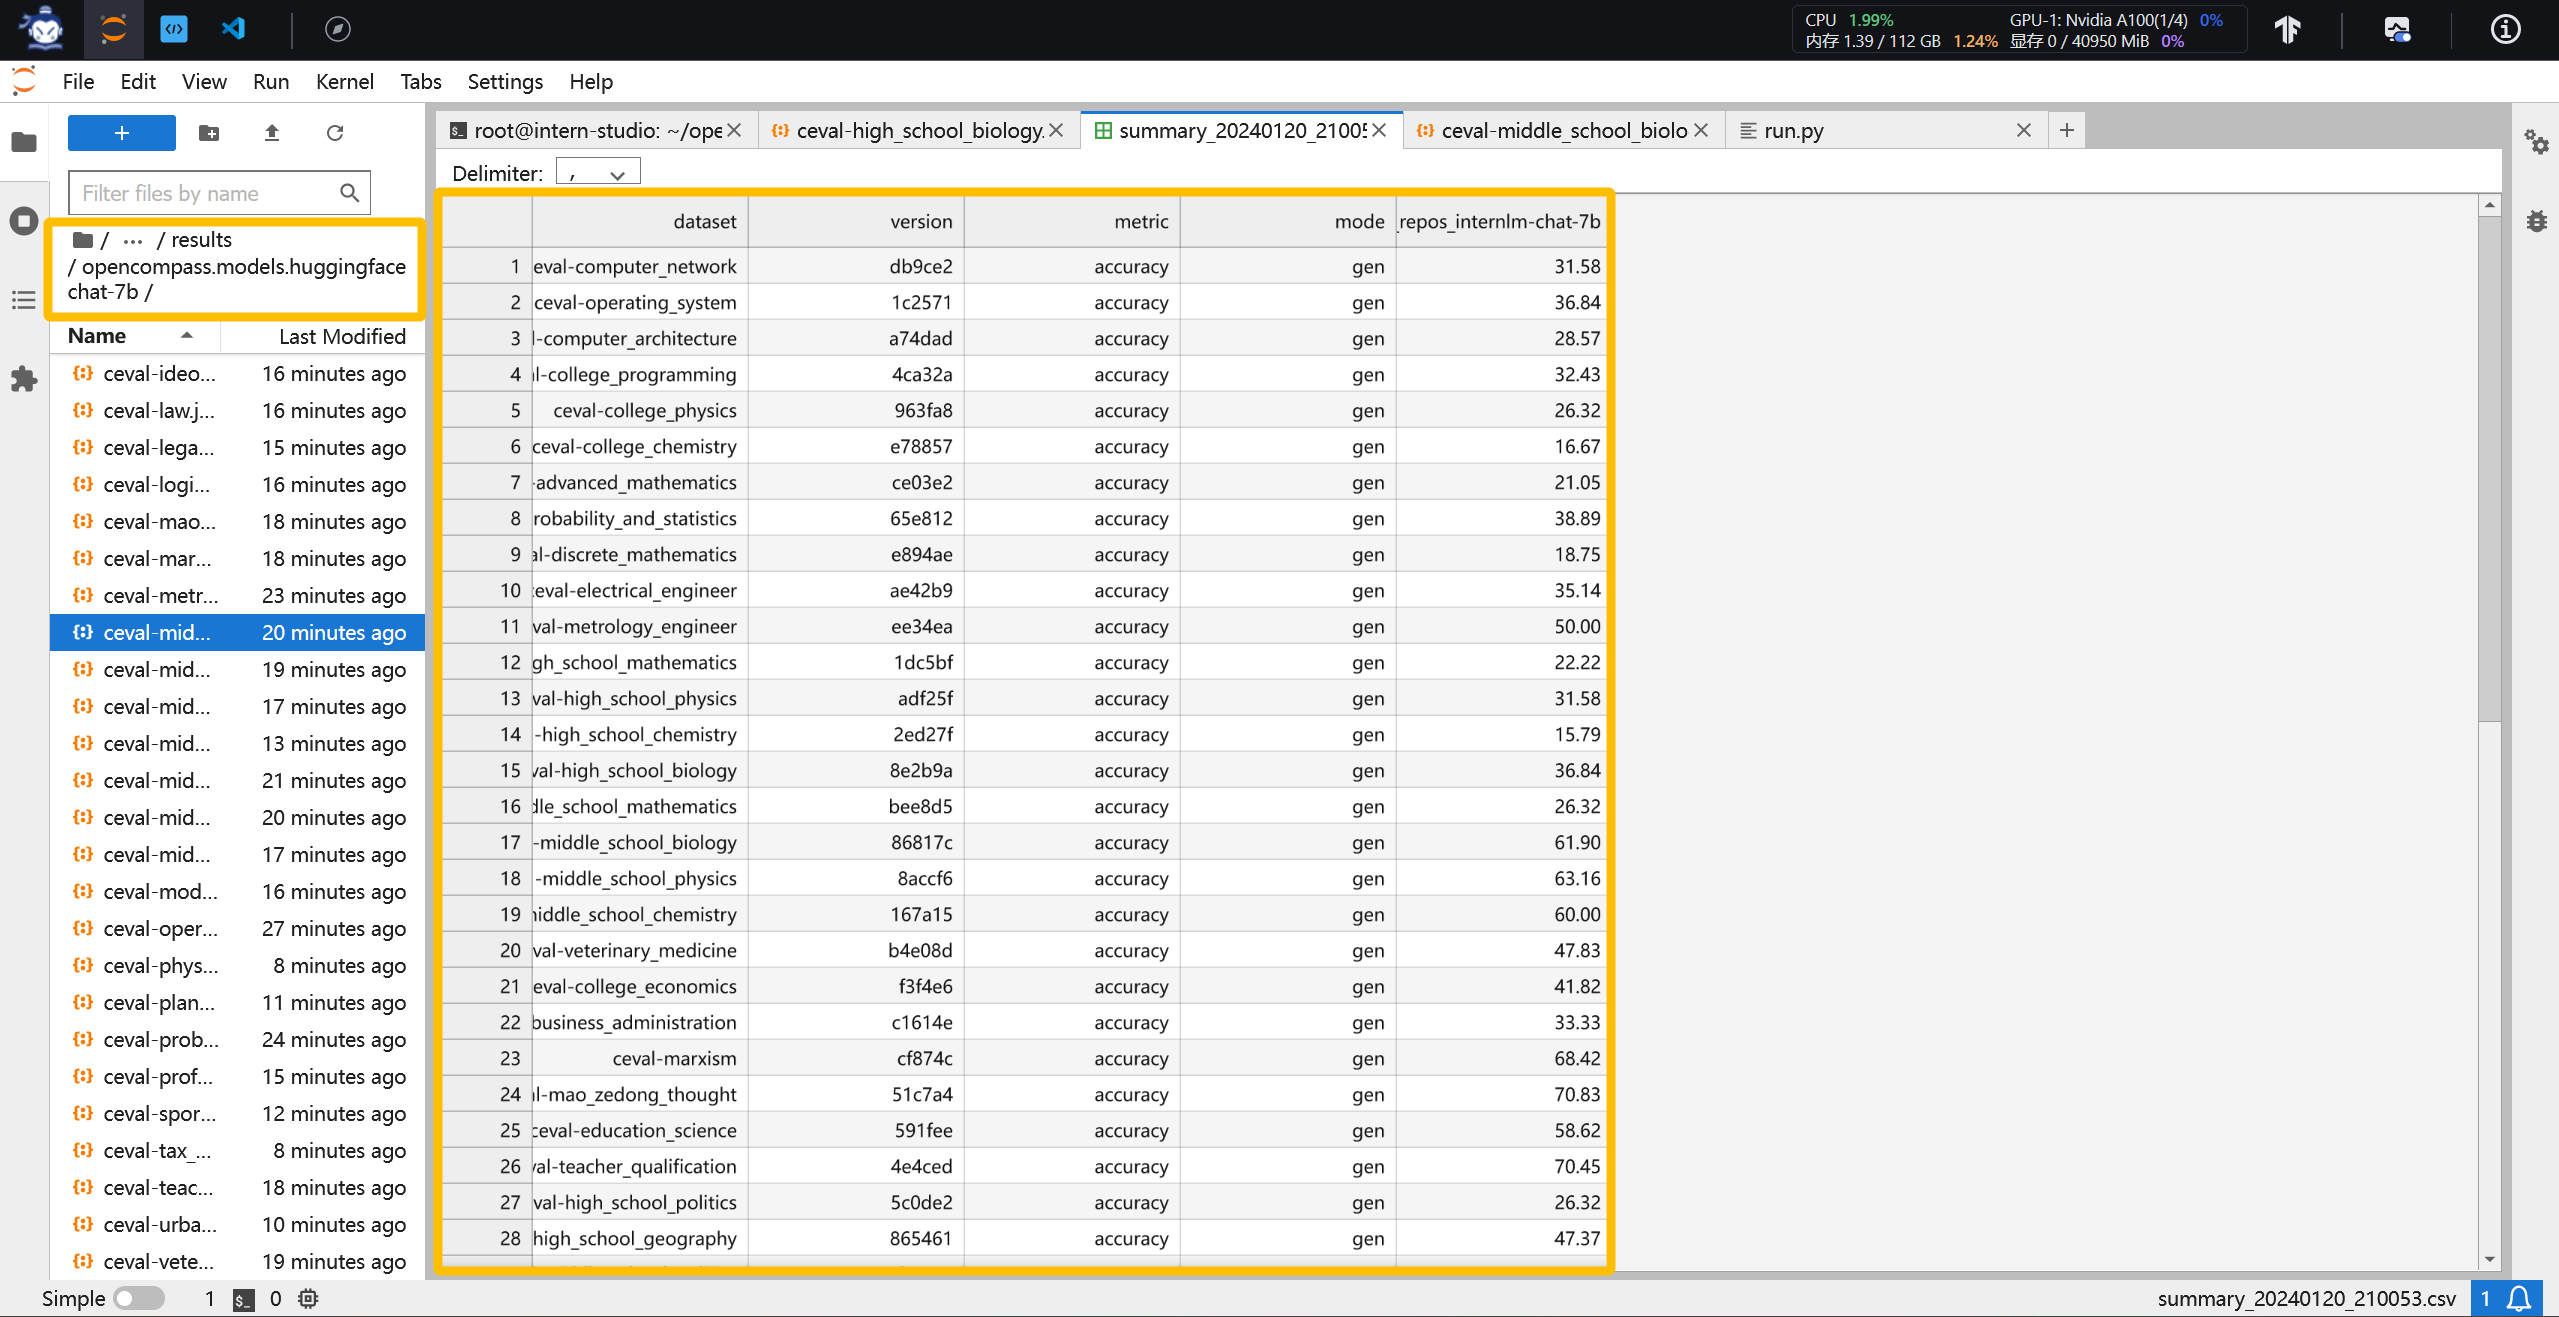 CPU 1.99% GPU-1: Nvidia A100(1/4) 0%
内存 1.39 / 112 GB 1.24% 显存 0 / 40950 MiB 0%
File Edit View Run Kernel Tabs Settings Help
root@intern-studio: ~/ope ceval-high_school_biology. summary_20240120_21005 ceval-middle_school_biolo run.py
Delimiter: ,
Filter files by name
/ ... / results
/ opencompass.models.huggingface
chat-7b /
Name Last Modified
ceval-ideo... 16 minutes ago
ceval-law.j... 16 minutes ago
ceval-lega... 15 minutes ago
ceval-logi... 16 minutes ago
ceval-mao... 18 minutes ago
ceval-mar... 18 minutes ago
ceval-metr... 23 minutes ago
ceval-mid... 20 minutes ago
ceval-mid... 19 minutes ago
ceval-mid... 17 minutes ago
ceval-mid... 13 minutes ago
ceval-mid... 21 minutes ago
ceval-mid... 20 minutes ago
ceval-mid... 17 minutes ago
ceval-mod... 16 minutes ago
ceval-oper... 27 minutes ago
ceval-phys... 8 minutes ago
ceval-plan... 11 minutes ago
ceval-prob... 24 minutes ago
ceval-prof... 15 minutes ago
ceval-spor... 12 minutes ago
ceval-tax_... 8 minutes ago
ceval-teac... 18 minutes ago
ceval-urba... 10 minutes ago
ceval-vete... 19 minutes ago
dataset version metric mode _repos_internlm-chat-7b
1 eval-computer_network db9ce2 accuracy gen 31.58
2 ceval-operating_system 1c2571 accuracy gen 36.84
3 l-computer_architecture a74dad accuracy gen 28.57
4 al-college_programming 4ca32a accuracy gen 32.43
5 ceval-college_physics 963fa8 accuracy gen 26.32
6 ceval-college_chemistry e78857 accuracy gen 16.67
7 -advanced_mathematics ce03e2 accuracy gen 21.05
8 robability_and_statistics 65e812 accuracy gen 38.89
9 al-discrete_mathematics e894ae accuracy gen 18.75
10 ceval-electrical_engineer ae42b9 accuracy gen 35.14
11 val-metrology_engineer ee34ea accuracy gen 50.00
12 gh_school_mathematics 1dc5bf accuracy gen 22.22
13 val-high_school_physics adf25f accuracy gen 31.58
14 -high_school_chemistry 2ed27f accuracy gen 15.79
15 val-high_school_biology 8e2b9a accuracy gen 36.84
16 dle_school_mathematics bee8d5 accuracy gen 26.32
17 -middle_school_biology 86817c accuracy gen 61.90
18 -middle_school_physics 8accf6 accuracy gen 63.16
19 middle_school_chemistry 167a15 accuracy gen 60.00
20 val-veterinary_medicine b4e08d accuracy gen 47.83
21 eval-college_economics f3f4e6 accuracy gen 41.82
22 business_administration c1614e accuracy gen 33.33
23 ceval-marxism cf874c accuracy gen 68.42
24 al-mao_zedong_thought 51c7a4 accuracy gen 70.83
25 ceval-education_science 591fee accuracy gen 58.62
26 val-teacher_qualification 4e4ced accuracy gen 70.45
27 val-high_school_politics 5c0de2 accuracy gen 26.32
28 high_school_geography 865461 accuracy gen 47.37
Simple 1 0 summary_20240120_210053.csv 1